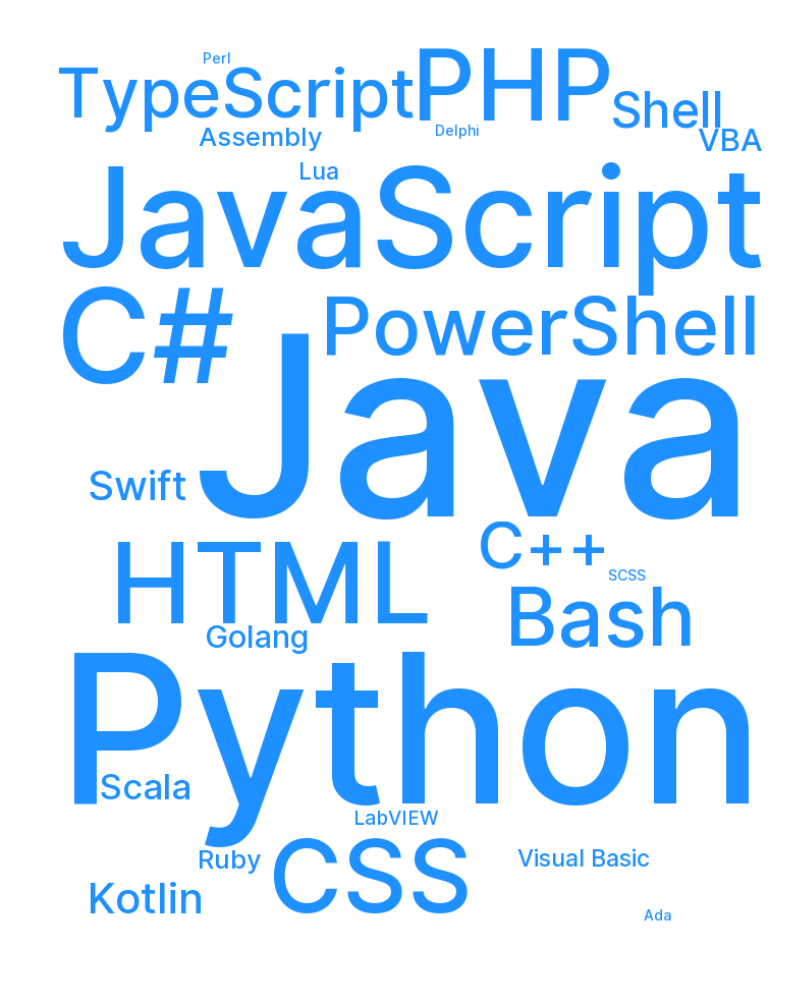 Perl
TypeScript PHP Shell
Assembly Delphi VBA
Lua
JavaScript
C# PowerShell
Java
Swift
C++
HTML SCSS
Golang Bash
Python
Scala
LabVIEW
Ruby CSS Visual Basic
Kotlin Ada